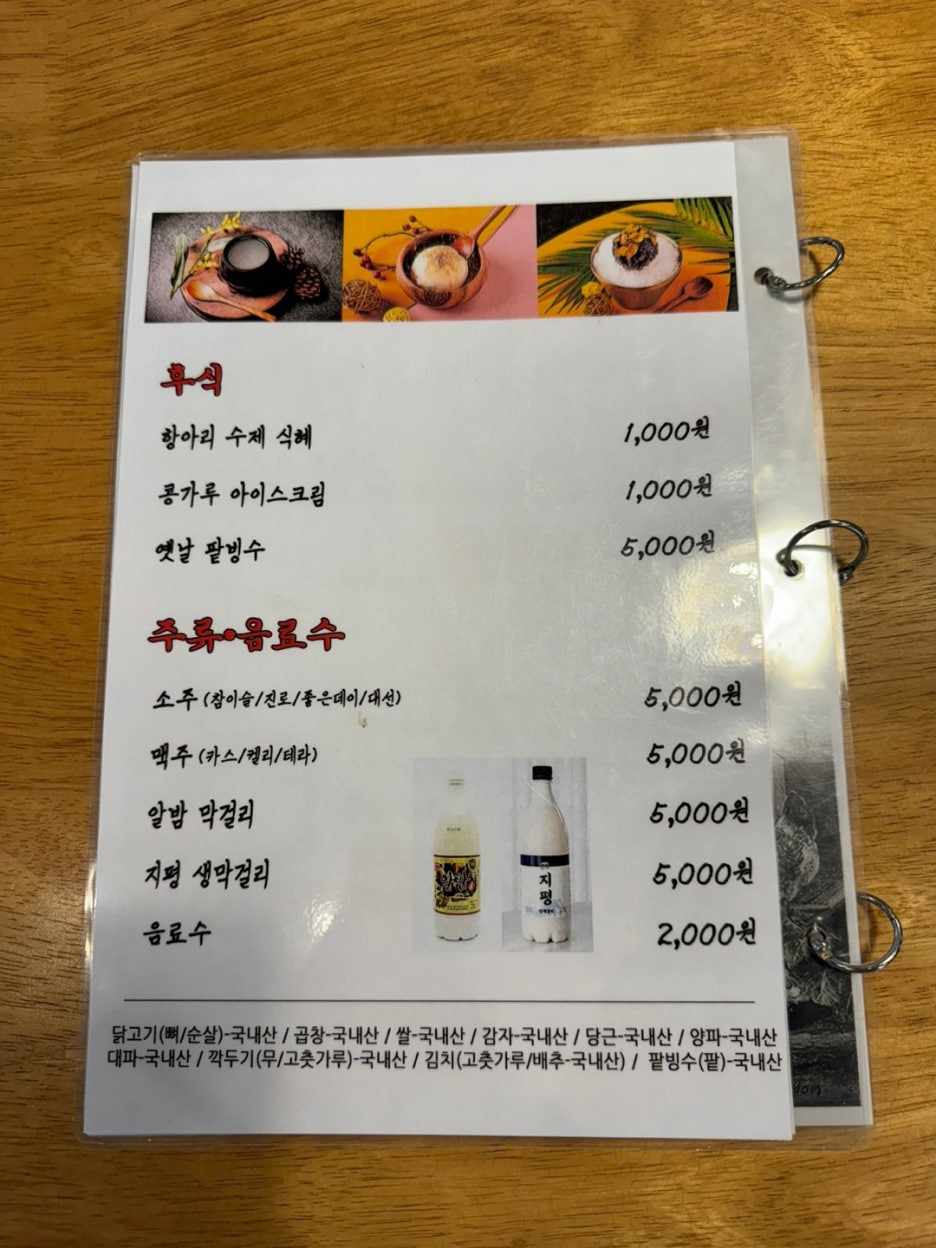 후식
항아리 수제 식혜 1,000원
콩가루 아이스크림 1,000원
옛날 팥빙수 5,000원
주류•음료수
소주 (참이슬/진로/좋은데이/대선) 5,000원
맥주 (카스/켈리/테라) 5,000원
알밤 막걸리 5,000원
지평 생막걸리 5,000원
음료수 2,000원
알밤
지평
닭고기(뼈/순살)-국내산 / 곱창-국내산 / 쌀-국내산 / 감자-국내산 / 당근-국내산 / 양파-국내산
대파-국내산 / 깍두기(무/고춧가루)-국내산 / 김치(고춧가루/배추-국내산) / 팥빙수(팥)-국내산